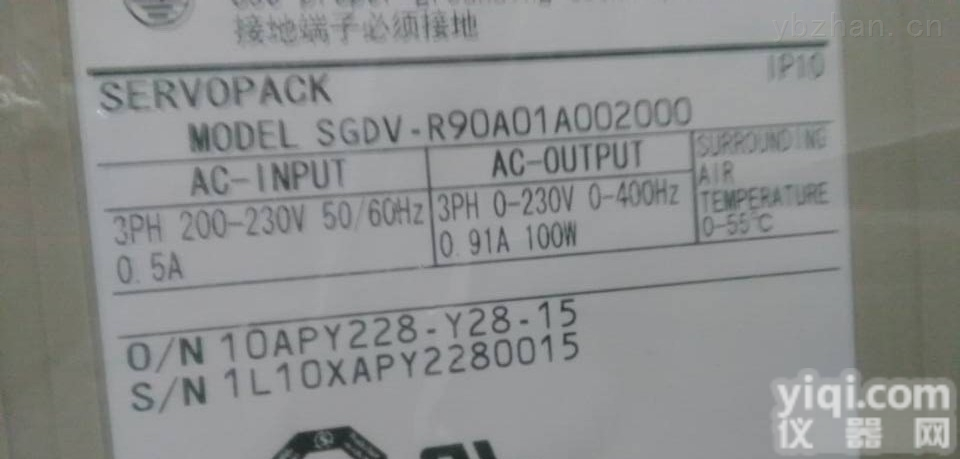 接地端子必须接地
ybzhan.cn
IP10
SERVOPACK
MODEL SGDV-R90A01A002000
AC-INPUT
3PH 200-230V 50/60Hz
0.5A
AC-OUTPUT
3PH 0-230V 0-400Hz
0.91A 100W
SURROUNDING
AIR
TEMPERATURE
0-55℃
O/N 10APY228-Y28-15
S/N 1L10XAPY2280015
yiqi.com
仪器网